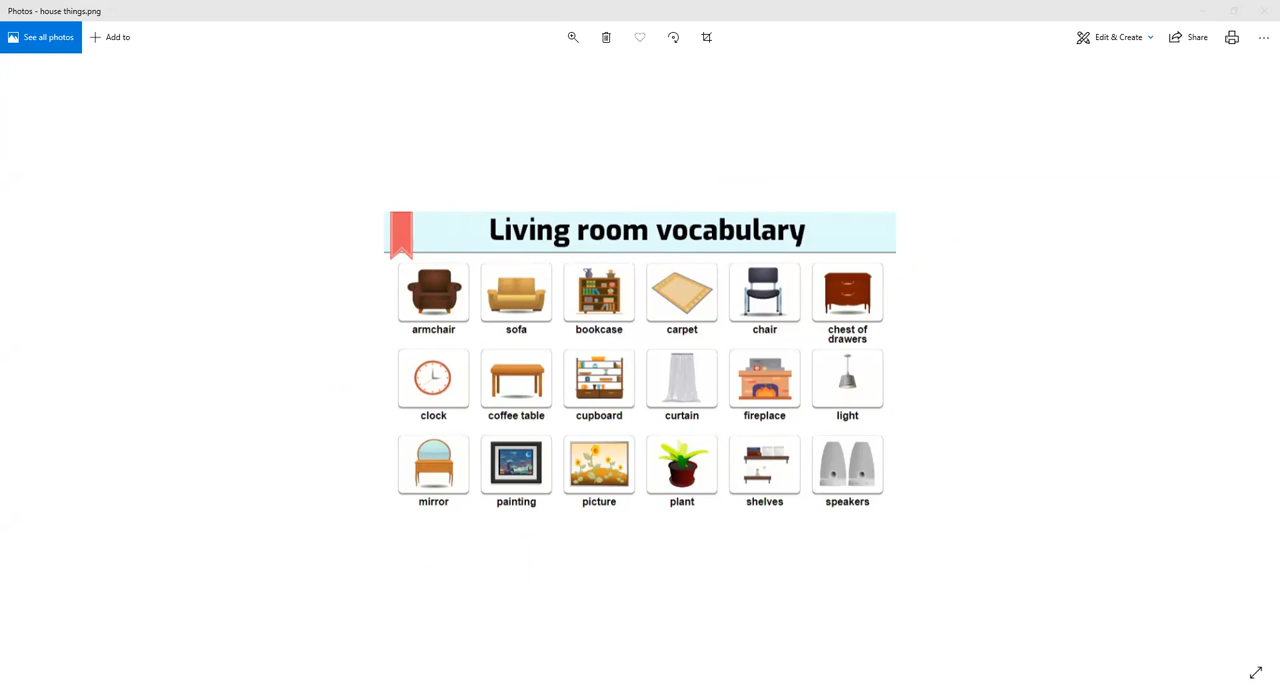 Photos - house things.png
See all photos
Add to
Edit & Create
Share
Living room vocabulary
armchair
sofa
bookcase
carpet
chair
chest of
drawers
clock
coffee table
cupboard
curtain
fireplace
light
mirror
painting
picture
plant
shelves
speakers